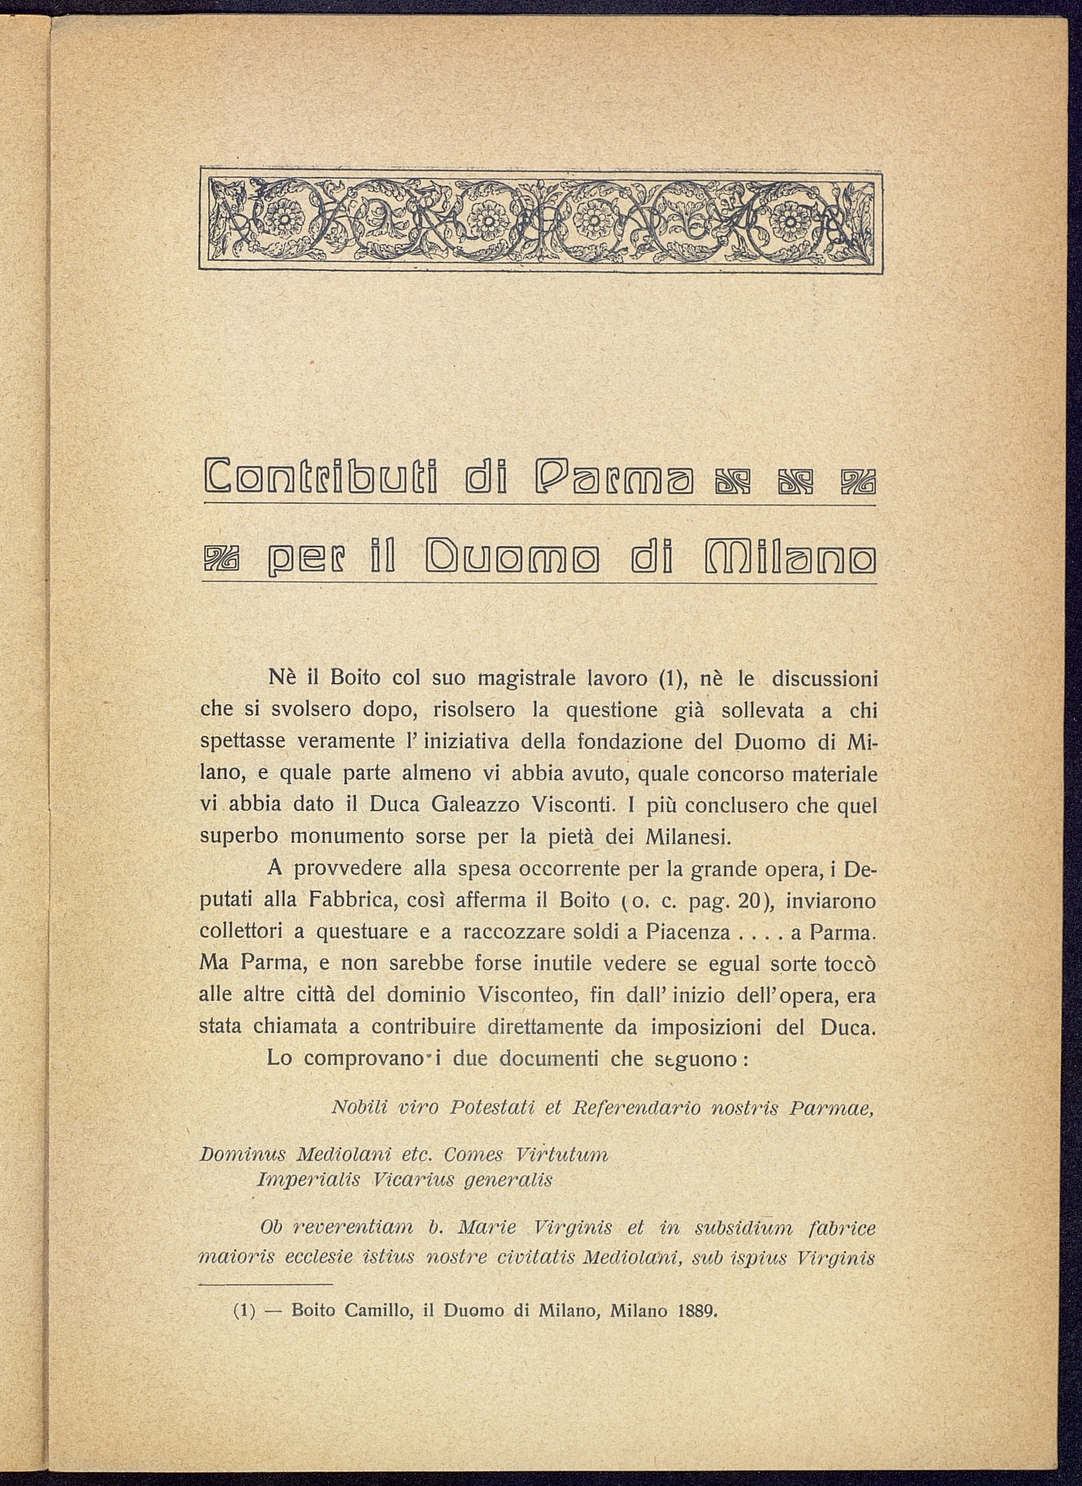 Contributi di Parma
per il Duomo di Milano
Nè il Boito col suo magistrale lavoro (1), nè le discussioni
che si svolsero dopo, risolsero la questione già sollevata a chi
spettasse veramente l' iniziativa della fondazione del Duomo di Mi-
lano, e quale parte almeno vi abbia avuto, quale concorso materiale
vi abbia dato il Duca Galeazzo Visconti. I più conclusero che quel
superbo monumento sorse per la pietà dei Milanesi.
A provvedere alla spesa occorrente per la grande opera, i De-
putati alla Fabbrica, così afferma il Boito (o. c. pag. 20), inviarono
collettori a questuare e a raccozzare soldi a Piacenza . . . . a Parma.
Ma Parma, e non sarebbe forse inutile vedere se egual sorte toccò
alle altre città del dominio Visconteo, fin dall' inizio dell'opera, era
stata chiamata a contribuire direttamente da imposizioni del Duca.
Lo comprovano i due documenti che seguono :
Nobili viro Potestati et Referendario nostris Parmae,
Dominus Mediolani etc. Comes Virtutum
Imperialis Vicarius generalis
Ob reverentiam b. Marie Virginis et in subsidium fabrice
maioris ecclesie istius nostre civitatis Mediolani, sub ispius Virginis
(1) — Boito Camillo, il Duomo di Milano, Milano 1889.